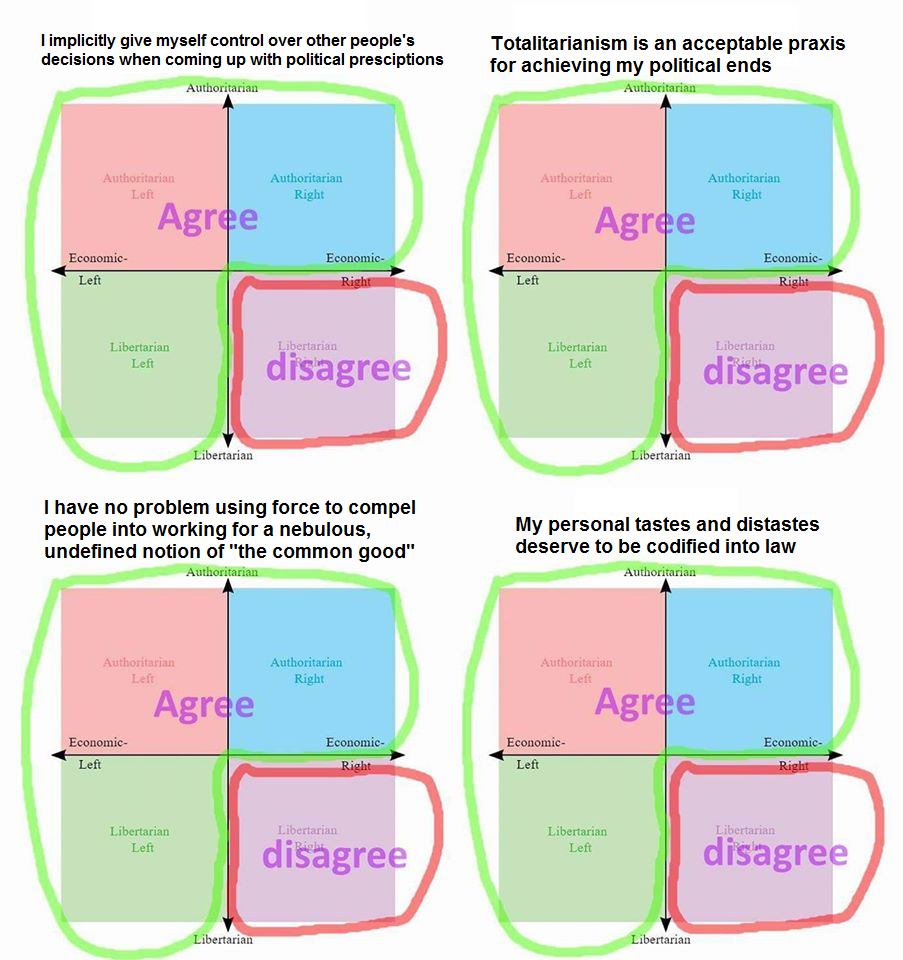 I implicitly give myself control over other people's
decisions when coming up with political presciptions
Authoritarian
Authoritarian
Left
Authoritarian
Right
Agree
Economic-
Left
Economic-
Right
Libertarian
Left
Libertarian
Right
disagree
Libertarian
Totalitarianism is an acceptable praxis
for achieving my political ends
Authoritarian
Authoritarian
Left
Authoritarian
Right
Agree
Economic-
Left
Economic-
Right
Libertarian
Left
Libertarian
Right
disagree
Libertarian
I have no problem using force to compel
people into working for a nebulous,
undefined notion of "the common good"
Authoritarian
Authoritarian
Left
Authoritarian
Right
Agree
Economic-
Left
Economic-
Right
Libertarian
Left
Libertarian
Right
disagree
Libertarian
My personal tastes and distastes
deserve to be codified into law
Authoritarian
Authoritarian
Left
Authoritarian
Right
Agree
Economic-
Left
Economic-
Right
Libertarian
Left
Libertarian
Right
disagree
Libertarian